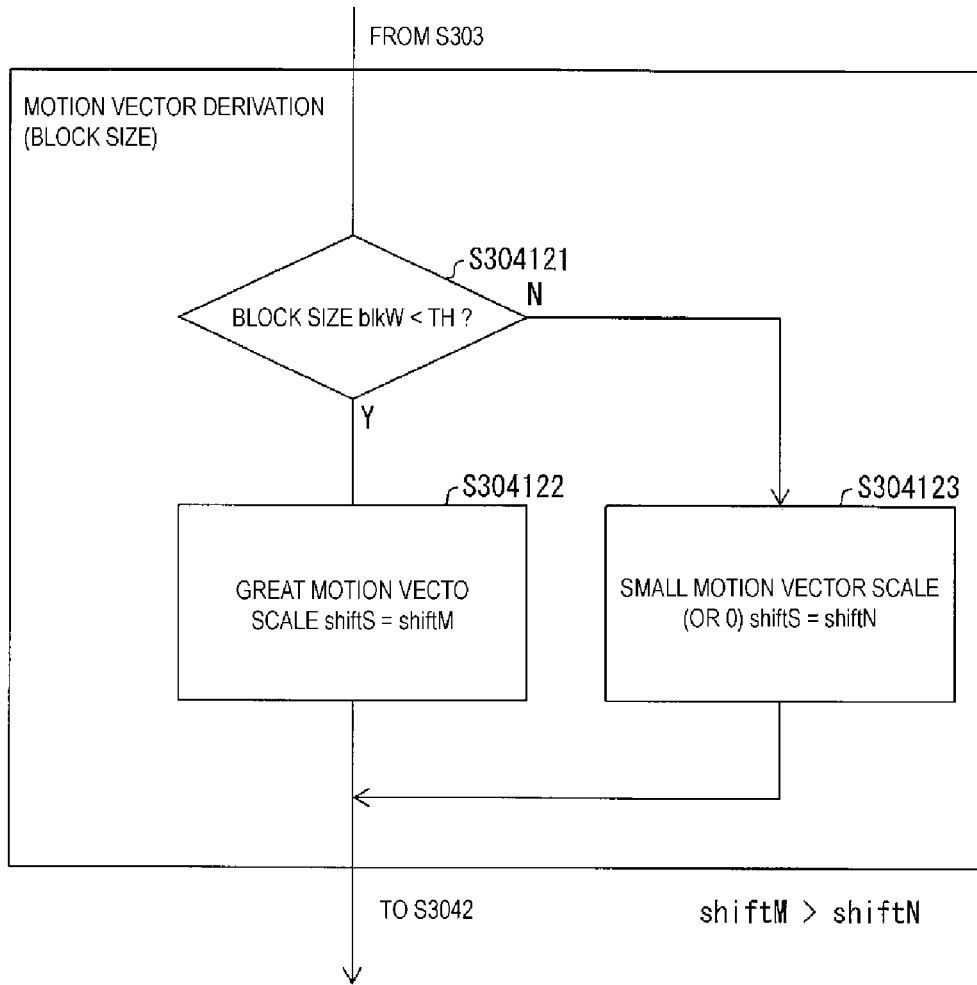 FROM S303
MOTION VECTOR DERIVATION
(BLOCK SIZE)
S304121
BLOCK SIZE blkW < TH ?
N
Y
S304122
GREAT MOTION VECTO
SCALE shiftS = shiftM
S304123
SMALL MOTION VECTOR SCALE
(OR 0) shiftS = shiftN
TO S3042
shiftM > shiftN